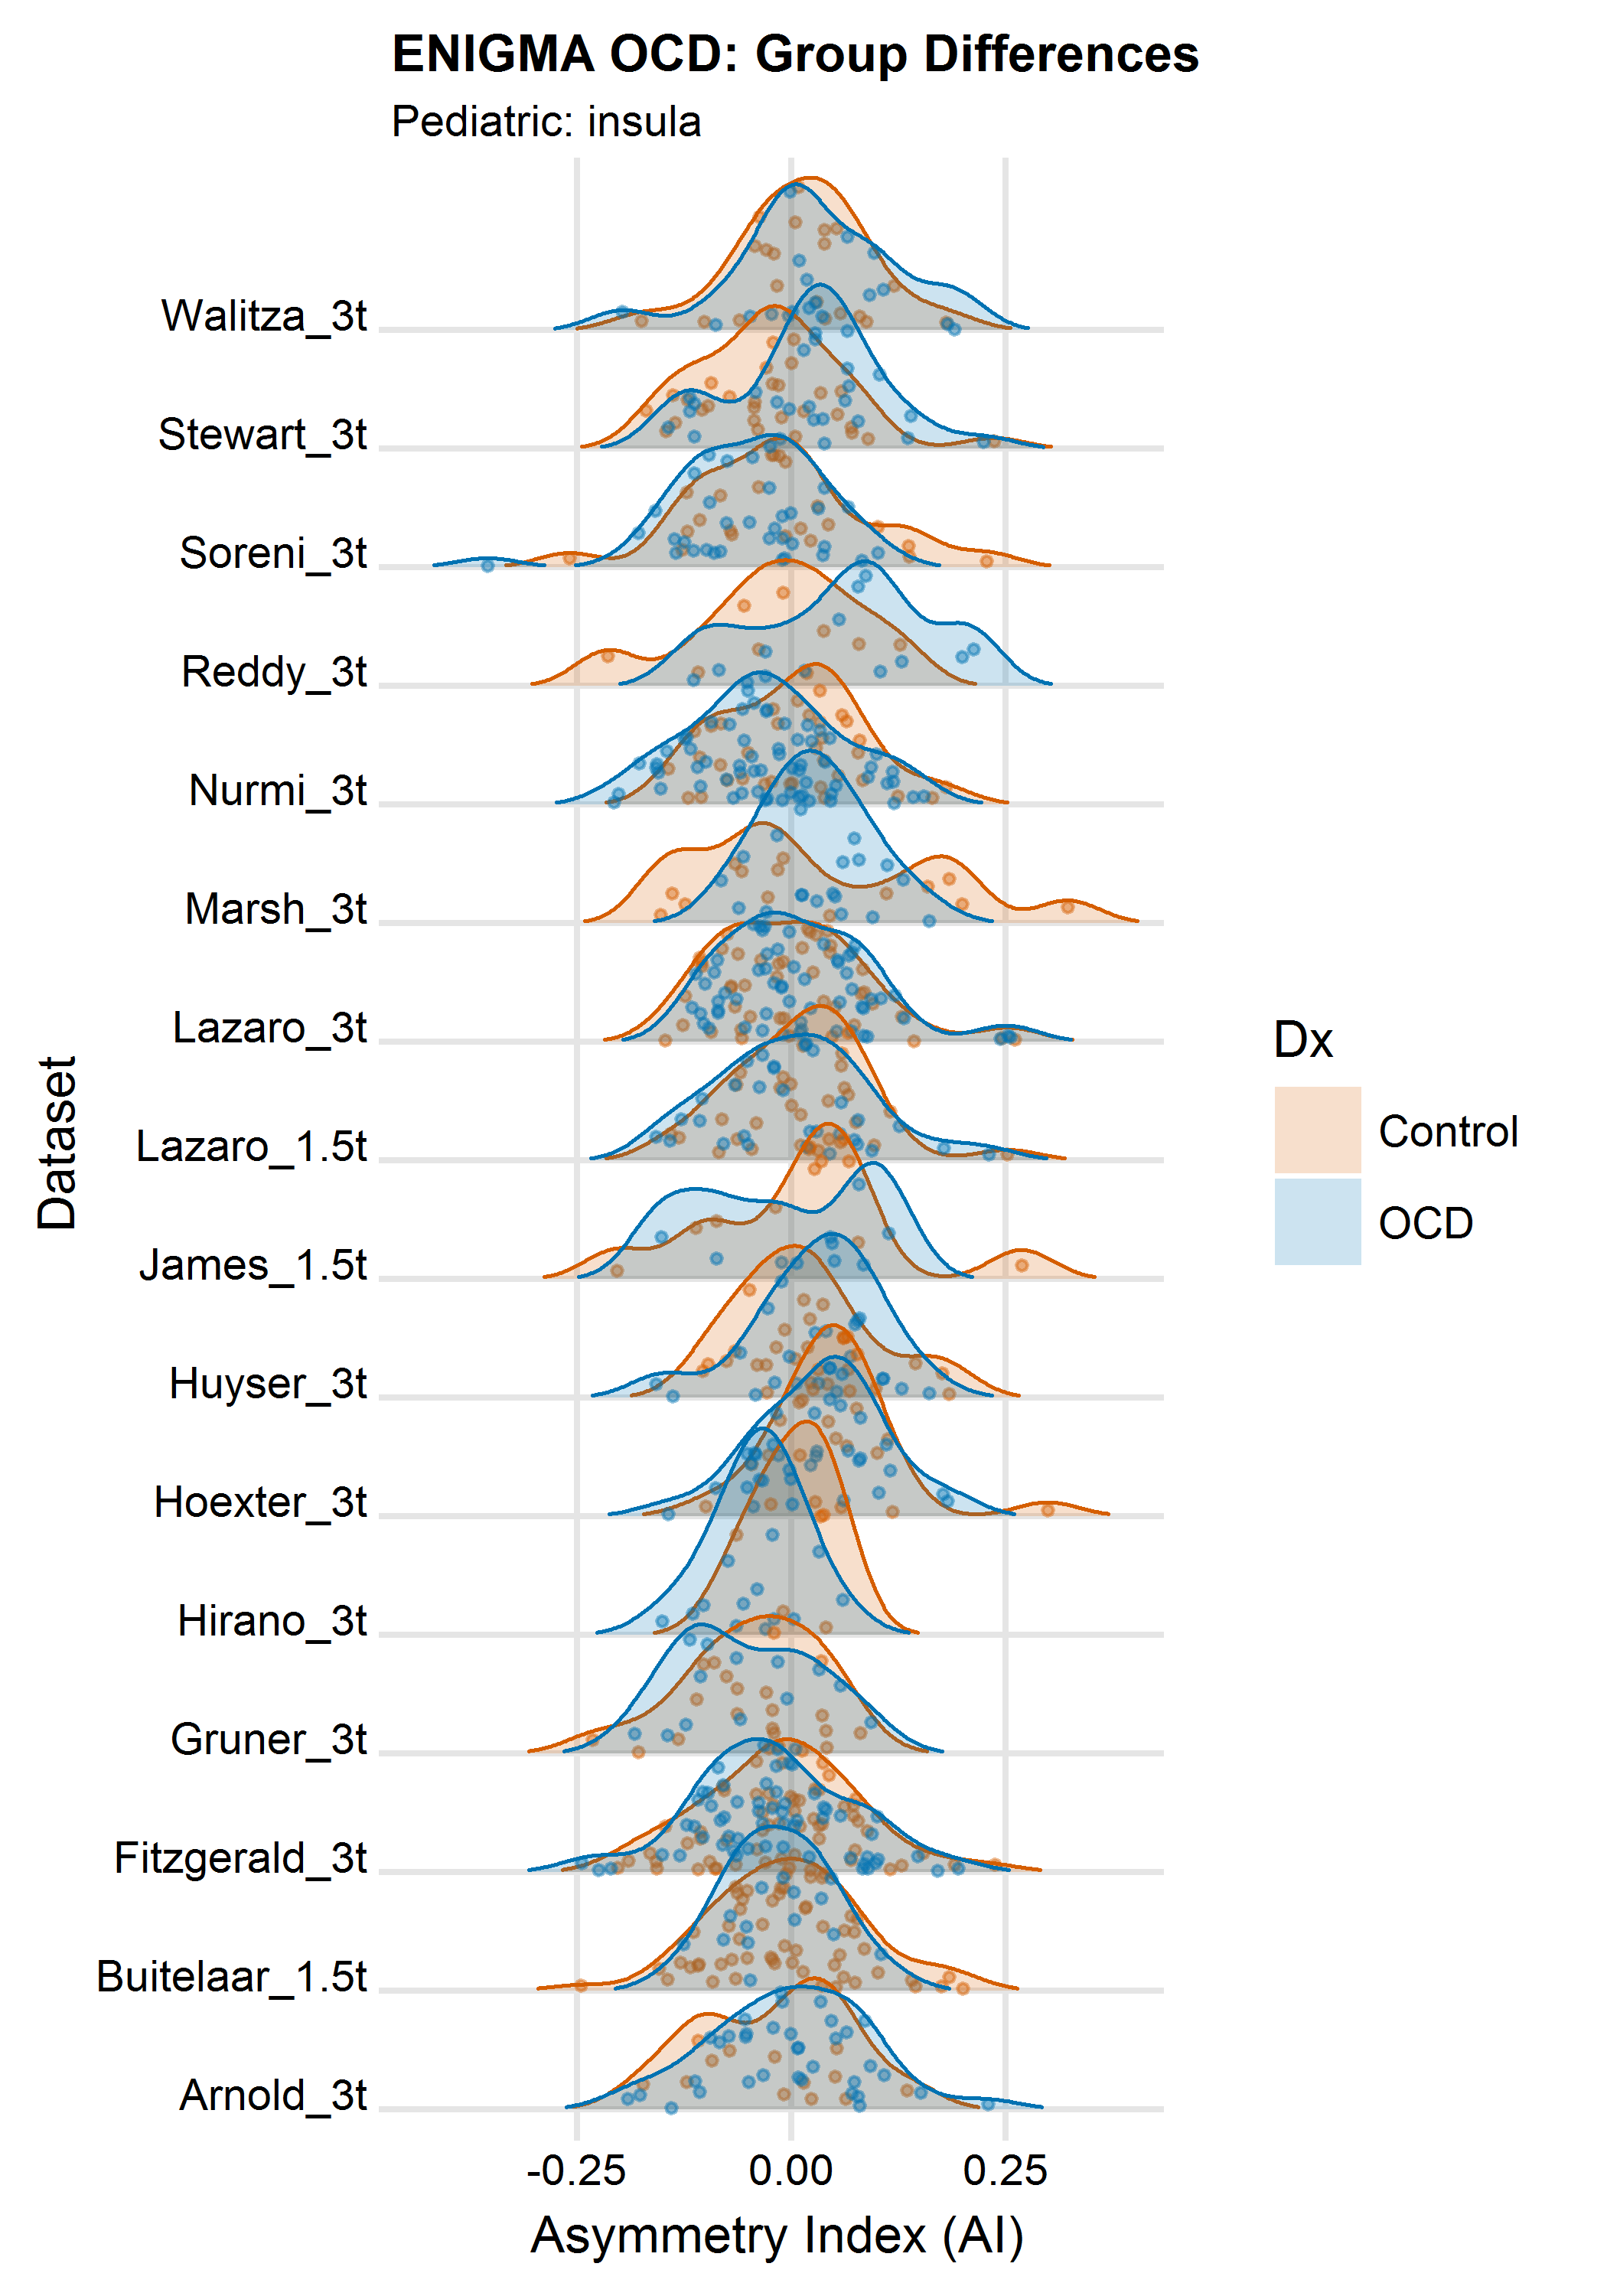 ENIGMA OCD: Group Differences
Pediatric: insula
Walitza_3t
Stewart_3t
Soreni_3t
Reddy_3t
Nurmi_3t
Marsh_3t
Lazaro_3t
Lazaro_1.5t
James_1.5t
Huyser_3t
Hoexter_3t
Hirano_3t
Gruner_3t
Fitzgerald_3t
Buitelaar_1.5t
Arnold_3t
Dataset
-0.25 0.00 0.25
Asymmetry Index (AI)
Dx
Control
OCD